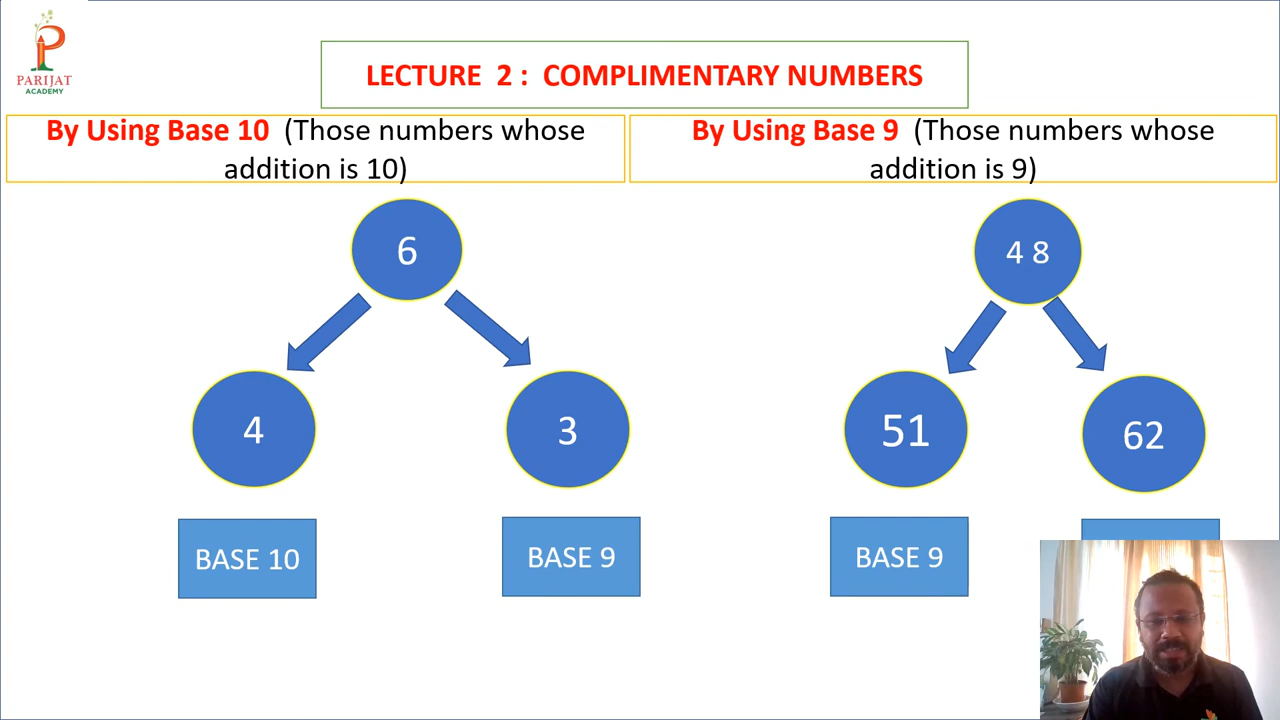 PARIJAT
ACADEMY
LECTURE 2 : COMPLIMENTARY NUMBERS
By Using Base 10 (Those numbers whose
addition is 10)
By Using Base 9 (Those numbers whose
addition is 9)
6
4 8
4
3
51
62
BASE 10
BASE 9
BASE 9